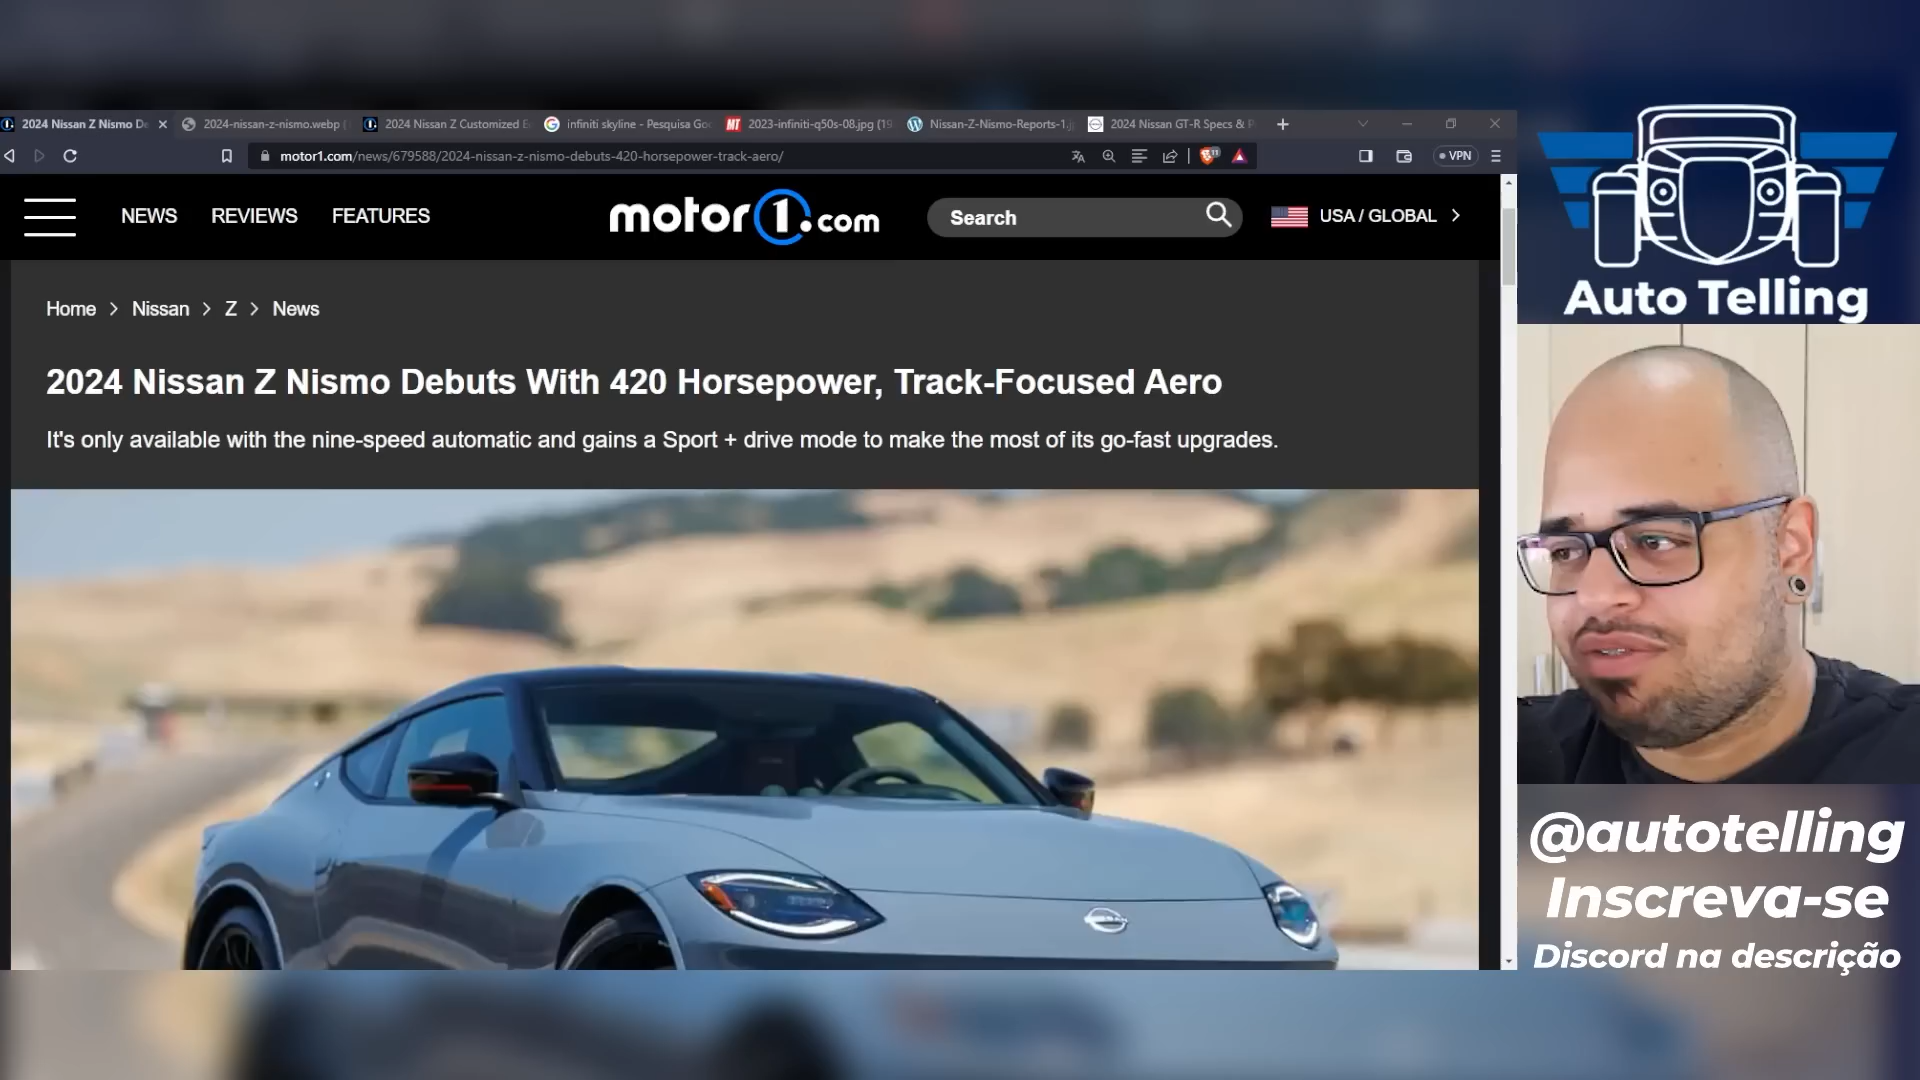 2024 Nissan Z Nismo De
2024-nissan-z-nismo.webp (
2024 Nissan Z Customized E
infiniti skyline - Pesquisa Goo
2023-infiniti-q50s-08.jpg (19
Nissan-Z-Nismo-Reports-1.j
2024 Nissan GT-R Specs & P
motor1.com/news/679588/2024-nissan-z-nismo-debuts-420-horsepower-track-aero/
VPN
NEWS
REVIEWS
FEATURES
motor1.com
Search
USA / GLOBAL
Home > Nissan > Z > News
2024 Nissan Z Nismo Debuts With 420 Horsepower, Track-Focused Aero
It's only available with the nine-speed automatic and gains a Sport + drive mode to make the most of its go-fast upgrades.
Auto Telling
@autotelling
Inscreva-se
Discord na descrição